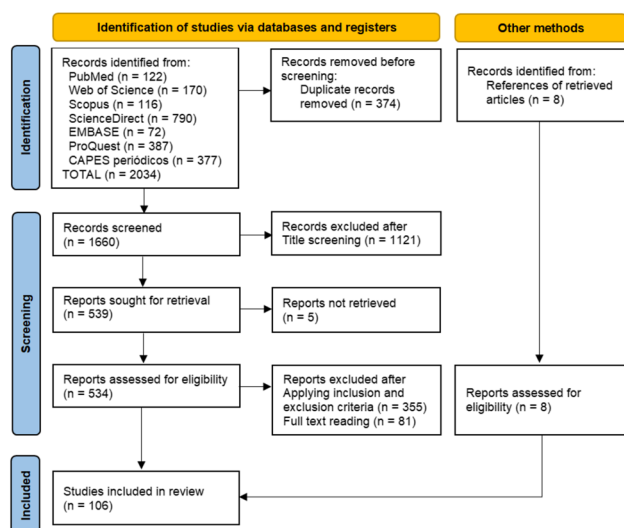 Identification of studies via databases and registers
Other methods
Identification
Records identified from:
PubMed (n = 122)
Web of Science (n = 170)
Scopus (n = 116)
ScienceDirect (n = 790)
EMBASE (n = 72)
ProQuest (n = 387)
CAPES periódicos (n = 377)
TOTAL (n = 2034)
Records removed before
screening:
Duplicate records
removed (n = 374)
Records identified from:
References of retrieved
articles (n = 8)
Screening
Records screened
(n = 1660)
Records excluded after
Title screening (n = 1121)
Reports sought for retrieval
(n = 539)
Reports not retrieved
(n = 5)
Reports assessed for eligibility
(n = 534)
Reports excluded after
Applying inclusion and
exclusion criteria (n = 355)
Full text reading (n = 81)
Reports assessed for
eligibility (n = 8)
Included
Studies included in review
(n = 106)